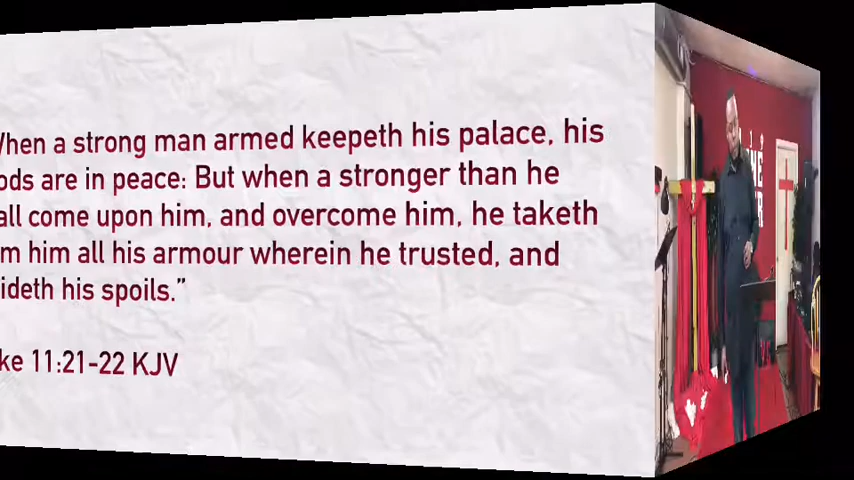 When a strong man armed keepeth his palace, his
ods are in peace: But when a stronger than he
all come upon him, and overcome him, he taketh
m him all his armour wherein he trusted, and
ideth his spoils.”
ke 11:21-22 KJV